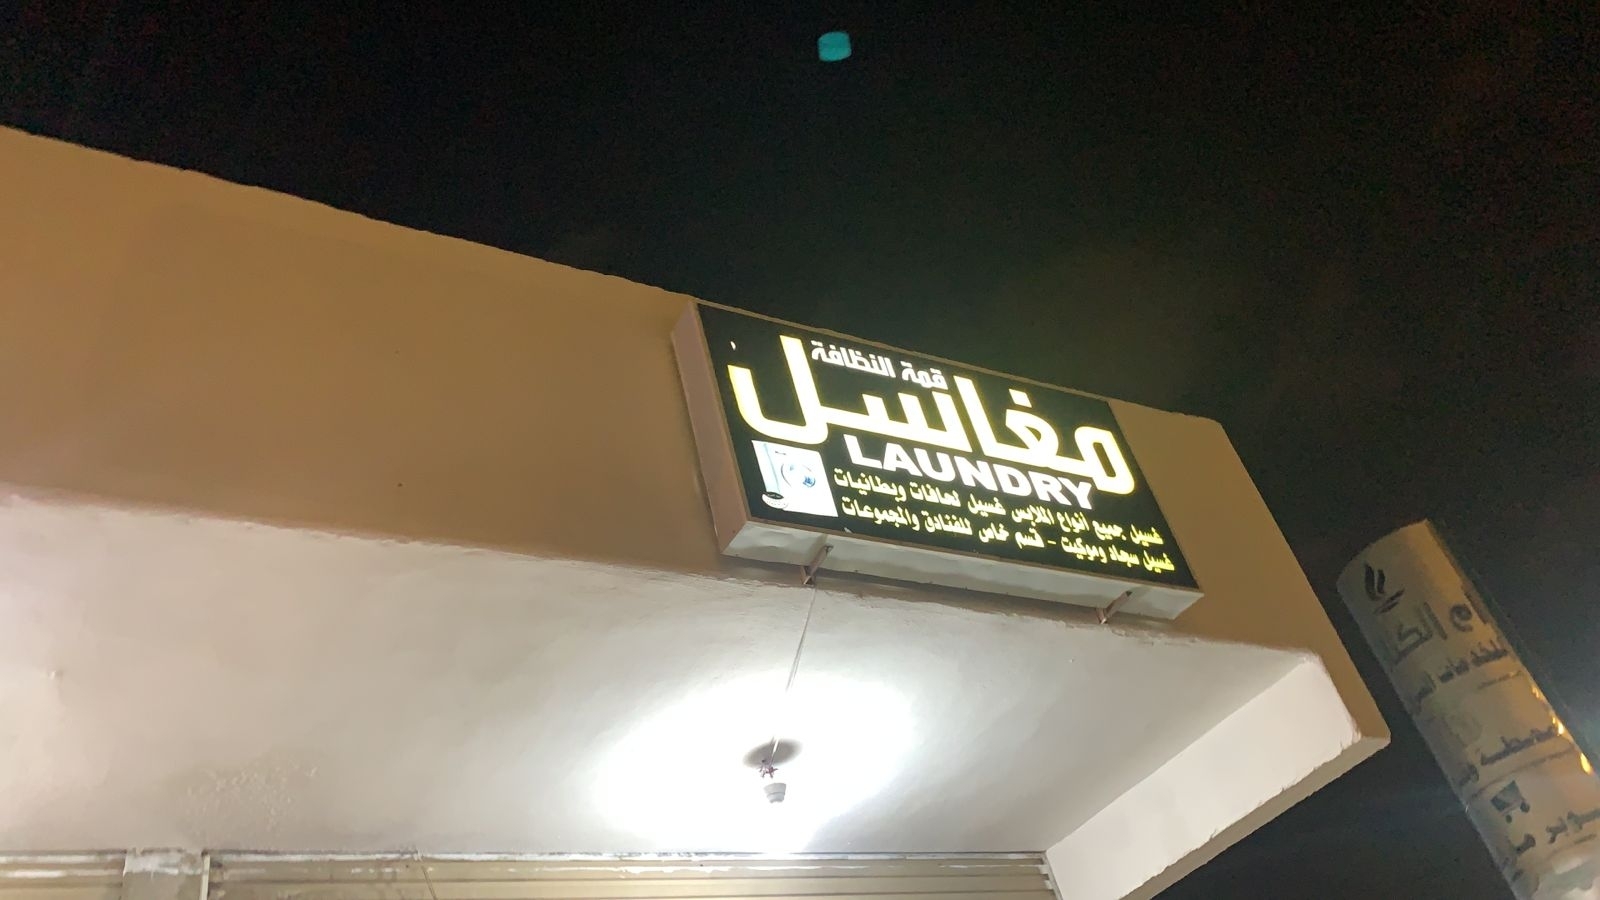 قمة النظافة
مغاسل
LAUNDRY
غسيل جميع أنواع الملابس غسيل لحافات وبطانيات
غسيل سجاد وموكيت - قسم خاص للفنادق والمجموعات